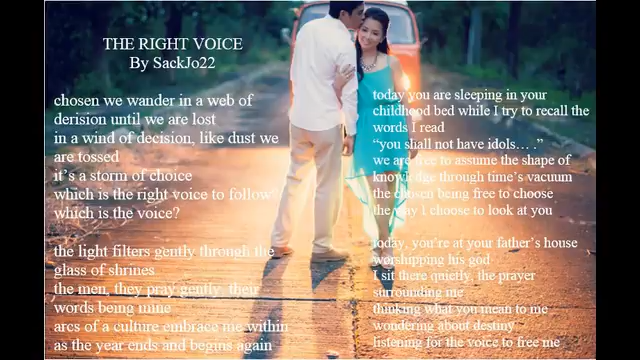 THE RIGHT VOICE
By SackJo22
chosen we wander in a web of
derision until we are lost
in a wind of decision, like dust we
are tossed
it's a storm of choice
which is the right voice to follow
which is the voice?
the light filters gently through the
glass of shrines
the men, they pray gently, their
words being mine
arcs of a culture embrace me within
as the year ends and begins again
today you are sleeping in your
childhood bed while I try to recall the
words I read
“you shall not have idols… .”
we are free to assume the shape of
knowledge through time's vacuum
the chosen being free to choose
the way I choose to look at you
today, you're at your father's house
worshipping his god
I sit there quietly, the prayer
surrounding me
thinking what you mean to me
wondering about destiny
listening for the voice to free me